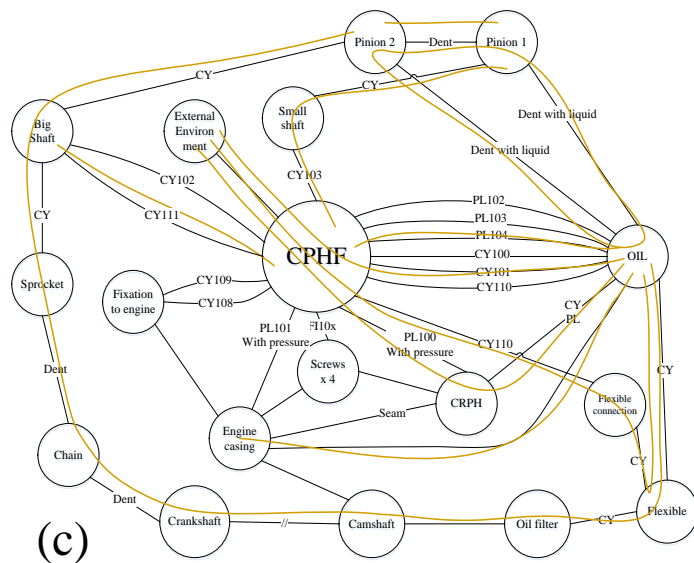 Pinion 2
Dent
Pinion 1
CY
CY
Big
Shaft
External
Environ
ment
Small
shaft
Dent with liquid
Dent with liquid
CY102
CY103
CY
CY111
PL102
PL103
PL104
CY100
CY101
CY110
CPHF
OIL
Sprocket
Fixation
to engine
CY109
CY108
PL101
With pressure
FI10x
PL100
With pressure
CY110
CY
PL
Dent
Screws
x 4
CRPH
Flexible
connection
CY
Seam
Engine
casing
Chain
CY
Dent
Crankshaft
//
Camshaft
Oil filter
CY
Flexible
(c)